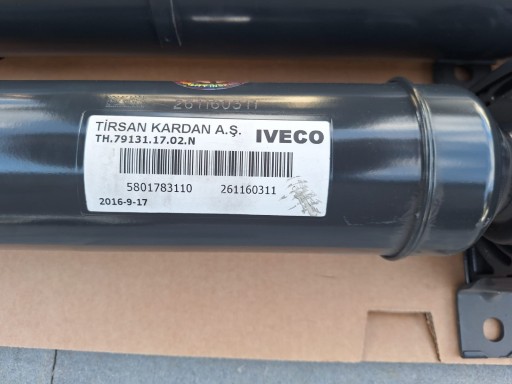 261160311
TİRSAN KARDAN A.Ş. IVECO
TH.79131.17.02.N
5801783110 261160311
2016-9-17